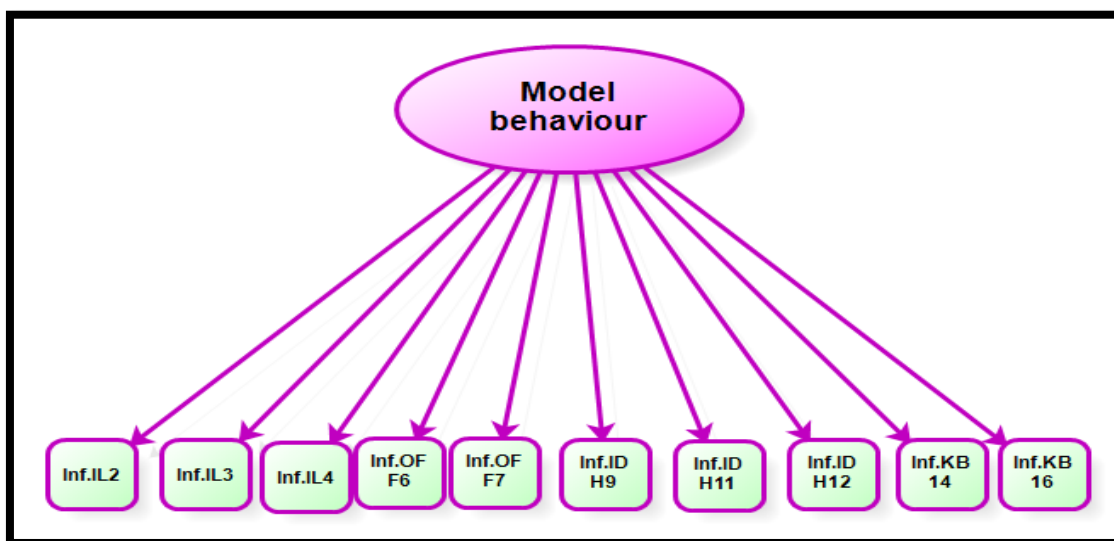 Model
behaviour
Inf.IL2
Inf.IL3
Inf.IL4
Inf.OF
F6
Inf.OF
F7
Inf.ID
H9
Inf.ID
H11
Inf.ID
H12
Inf.KB
14
Inf.KB
16